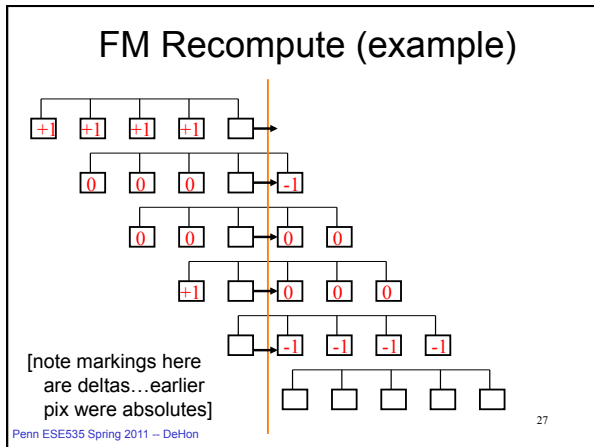 FM Recompute (example)
+1 +1 +1 +1
0 0 0 -1
0 0 0 0
+1 0 0 0
-1 -1 -1 -1
[note markings here
are deltas…earlier
pix were absolutes]
27
Penn ESE535 Spring 2011 -- DeHon